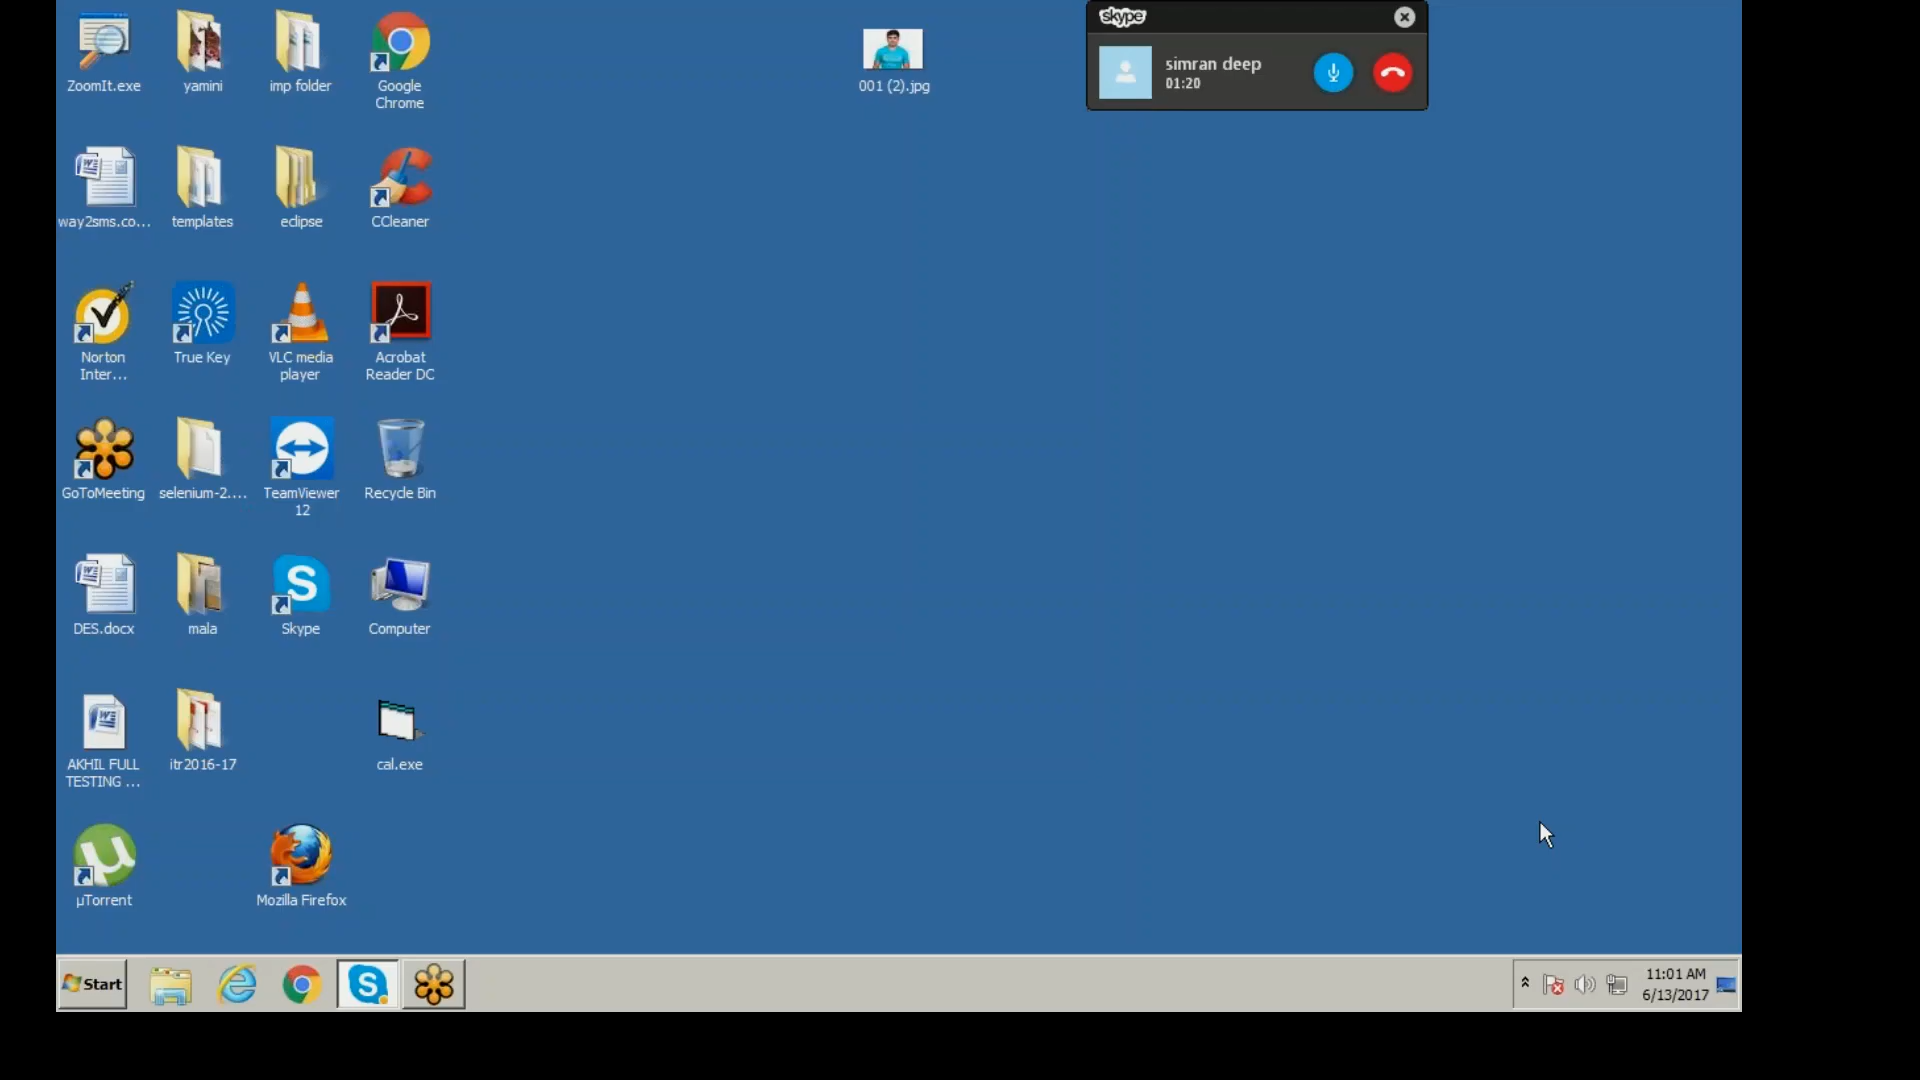 ZoomIt.exe
yamini
imp folder
Google
Chrome
001 (2).jpg
skype
simran deep
01:20
way2sms.co...
templates
eclipse
CCleaner
Norton
Inter...
True Key
VLC media
player
Acrobat
Reader DC
GoToMeeting
selenium-2....
TeamViewer
12
Recycle Bin
DES.docx
mala
S
Skype
Computer
AKHIL FULL
TESTING ...
itr2016-17
cal.exe
µTorrent
Mozilla Firefox
Start
S
11:01 AM
6/13/2017